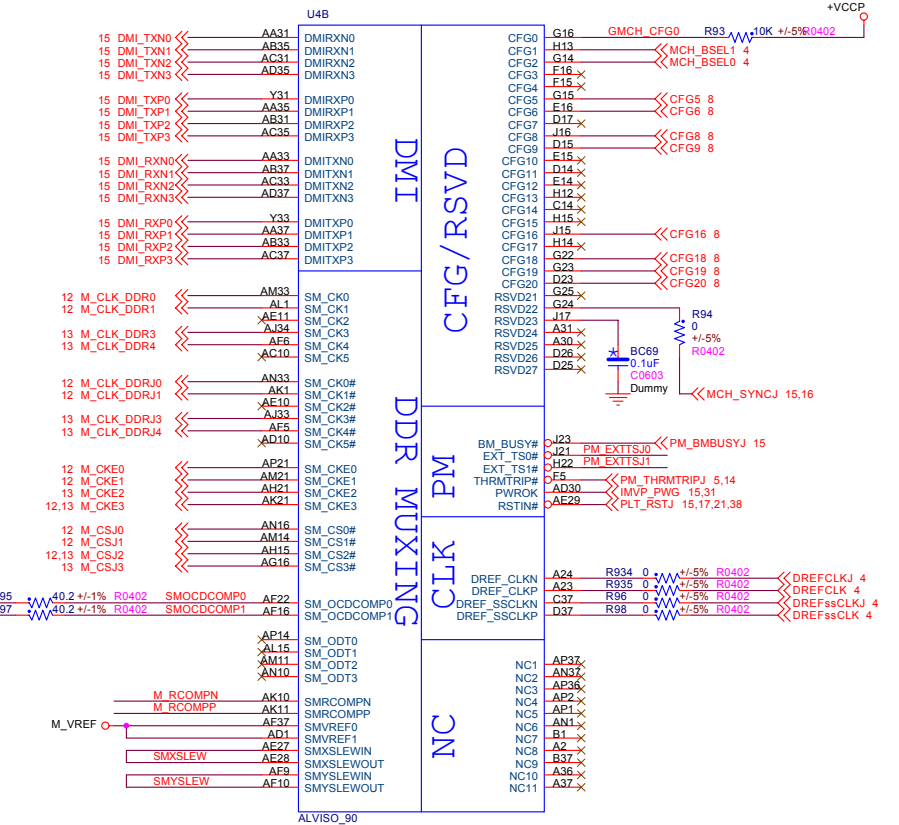 +VCCP
U4B
15 DMI_TXN0 AA31 DMIRXN0 CFG0 G16 GMCH_CFG0 R93 10K +/-5% R0402
15 DMI_TXN1 AB35 DMIRXN1 CFG1 H13 MCH_BSEL1 4
15 DMI_TXN2 AC31 DMIRXN2 CFG2 G14 MCH_BSEL0 4
15 DMI_TXN3 AD35 DMIRXN3 CFG3 F16
CFG4 F15
15 DMI_TXP0 Y31 DMIRXP0 CFG5 G15 CFG5 8
15 DMI_TXP1 AA35 DMIRXP1 CFG6 E16 CFG6 8
15 DMI_TXP2 AB31 DMIRXP2 CFG7 D17
15 DMI_TXP3 AC35 DMIRXP3 CFG8 J16 CFG8 8
CFG9 D15 CFG9 8
15 DMI_RXN0 AA33 DMITXN0 CFG10 E15
15 DMI_RXN1 AB37 DMITXN1 CFG11 D14
15 DMI_RXN2 AC33 DMITXN2 CFG12 E14
15 DMI_RXN3 AD37 DMITXN3 CFG13 H12
CFG14 C14
15 DMI_RXP0 Y33 DMITXP0 CFG15 H15
15 DMI_RXP1 AA37 DMITXP1 CFG16 J15 CFG16 8
15 DMI_RXP2 AB33 DMITXP2 CFG17 H14
15 DMI_RXP3 AC37 DMITXP3 CFG18 G22 CFG18 8
CFG19 G23 CFG19 8
CFG20 D23 CFG20 8
DMI
CFG/RSVD
12 M_CLK_DDR0 AM33 SM_CK0 RSVD21 G25
12 M_CLK_DDR1 AL1 SM_CK1 RSVD22 G24
AE11 SM_CK2 RSVD23 J17
13 M_CLK_DDR3 AJ34 SM_CK3 RSVD24 A31
13 M_CLK_DDR4 AF6 SM_CK4 RSVD25 A30
AC10 SM_CK5 RSVD26 D26
RSVD27 D25
R94
0
+/-5%
R0402
BC69
0.1uF
C0603
Dummy
MCH_SYNCJ 15,16
12 M_CLK_DDRJ0 AN33 SM_CK0#
12 M_CLK_DDRJ1 AK1 SM_CK1#
AE10 SM_CK2#
13 M_CLK_DDRJ3 AJ33 SM_CK3#
13 M_CLK_DDRJ4 AF5 SM_CK4#
AD10 SM_CK5#
DDR MUXING
PM
BM_BUSY# J23 PM_BMBUSYJ 15
EXT_TS0# J21 PM_EXTTSJ0
EXT_TS1# H22 PM_EXTTSJ1
THRMTRIP# F5 PM_THRMTRIPJ 5,14
PWROK AD30 IMVP_PWG 15,31
RSTIN# AE29 PLT_RSTJ 15,17,21,38
12 M_CKE0 AP21 SM_CKE0
12 M_CKE1 AM21 SM_CKE1
13 M_CKE2 AH21 SM_CKE2
12,13 M_CKE3 AK21 SM_CKE3
12 M_CSJ0 AN16 SM_CS0#
12 M_CSJ1 AM14 SM_CS1#
12,13 M_CSJ2 AH15 SM_CS2#
13 M_CSJ3 AG16 SM_CS3#
CLK
DREF_CLKN A24 R934 0 +/-5% R0402 DREFCLKJ 4
DREF_CLKP A23 R935 0 +/-5% R0402 DREFCLK 4
DREF_SSCLKN C37 R96 0 +/-5% R0402 DREFssCLKJ 4
DREF_SSCLKP D37 R98 0 +/-5% R0402 DREFssCLK 4
95 40.2 +/-1% R0402 SMOCDCOMP0 AF22 SM_OCDCOMP0
97 40.2 +/-1% R0402 SMOCDCOMP1 AF16 SM_OCDCOMP1
AP14 SM_ODT0
AL15 SM_ODT1
AM11 SM_ODT2
AN10 SM_ODT3
M_RCOMPN AK10 SMRCOMPN
M_RCOMPP AK11 SMRCOMPP
M_VREF AF37 SMVREF0
AD1 SMVREF1
AE27 SMXSLEWIN
SMXSLEW AE28 SMXSLEWOUT
AF9 SMYSLEWIN
SMYSLEW AF10 SMYSLEWOUT
NC
NC1 AP37
NC2 AN37
NC3 AP36
NC4 AP2
NC5 AP1
NC6 AN1
NC7 B1
NC8 A2
NC9 B37
NC10 A36
NC11 A37
ALVISO_90